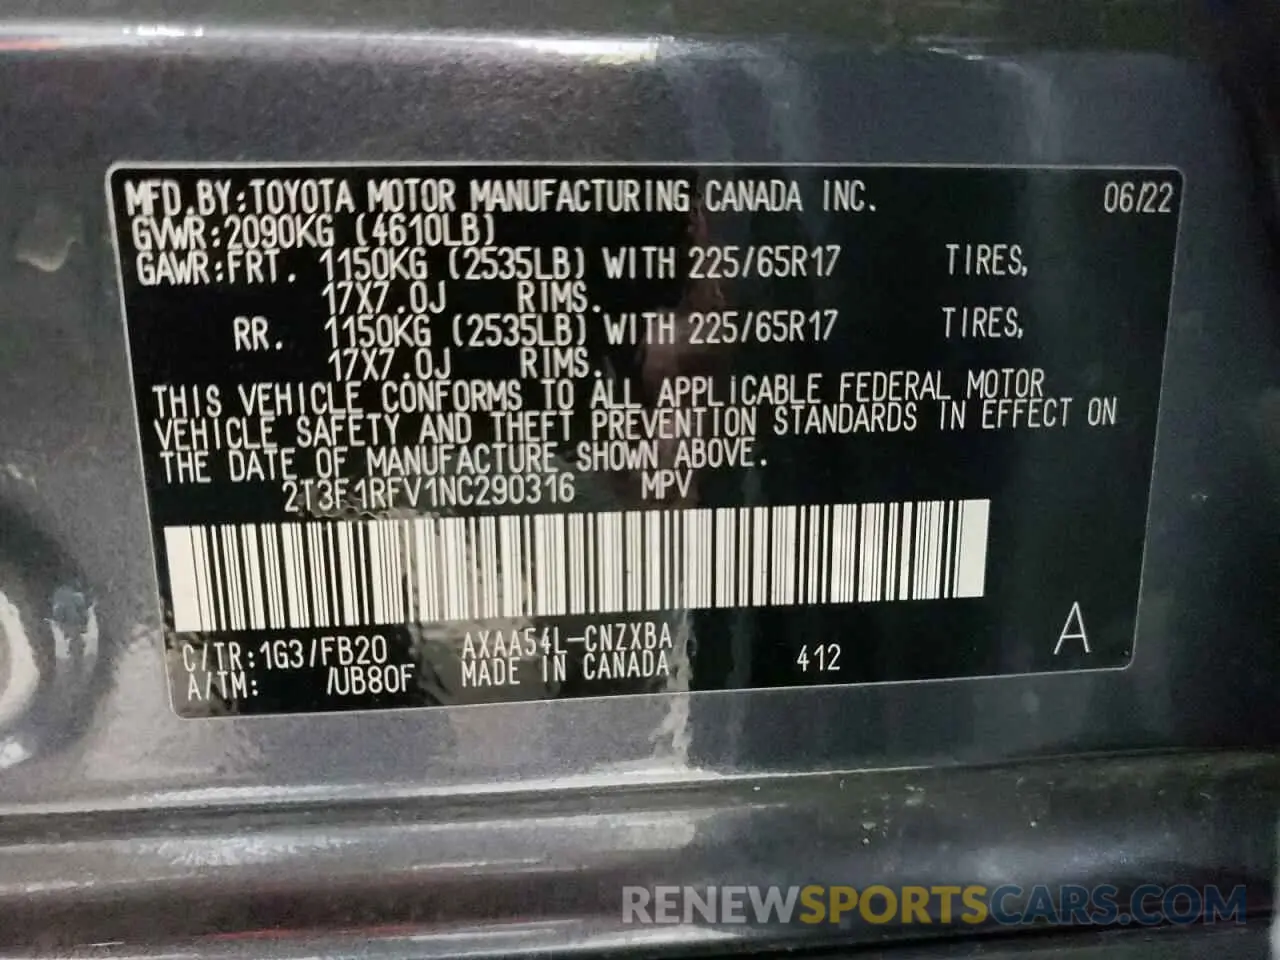 MFD.BY:TOYOTA MOTOR MANUFACTURING CANADA INC. 06/22
GVWR:2090KG (4610LB)
GAWR:FRT. 1150KG (2535LB) WITH 225/65R17 TIRES,
17X7.0J RIMS.
RR. 1150KG (2535LB) WITH 225/65R17 TIRES,
17X7.0J RIMS.
THIS VEHICLE CONFORMS TO ALL APPLICABLE FEDERAL MOTOR
VEHICLE SAFETY AND THEFT PREVENTION STANDARDS IN EFFECT ON
THE DATE OF MANUFACTURE SHOWN ABOVE.
2T3F1RFV1NC290316 MPV
C/TR:1G3/FB20 AXAA54L-CNZXBA 412 A
A/TM: /UB80F MADE IN CANADA
RENEWSPORTSCARS.COM